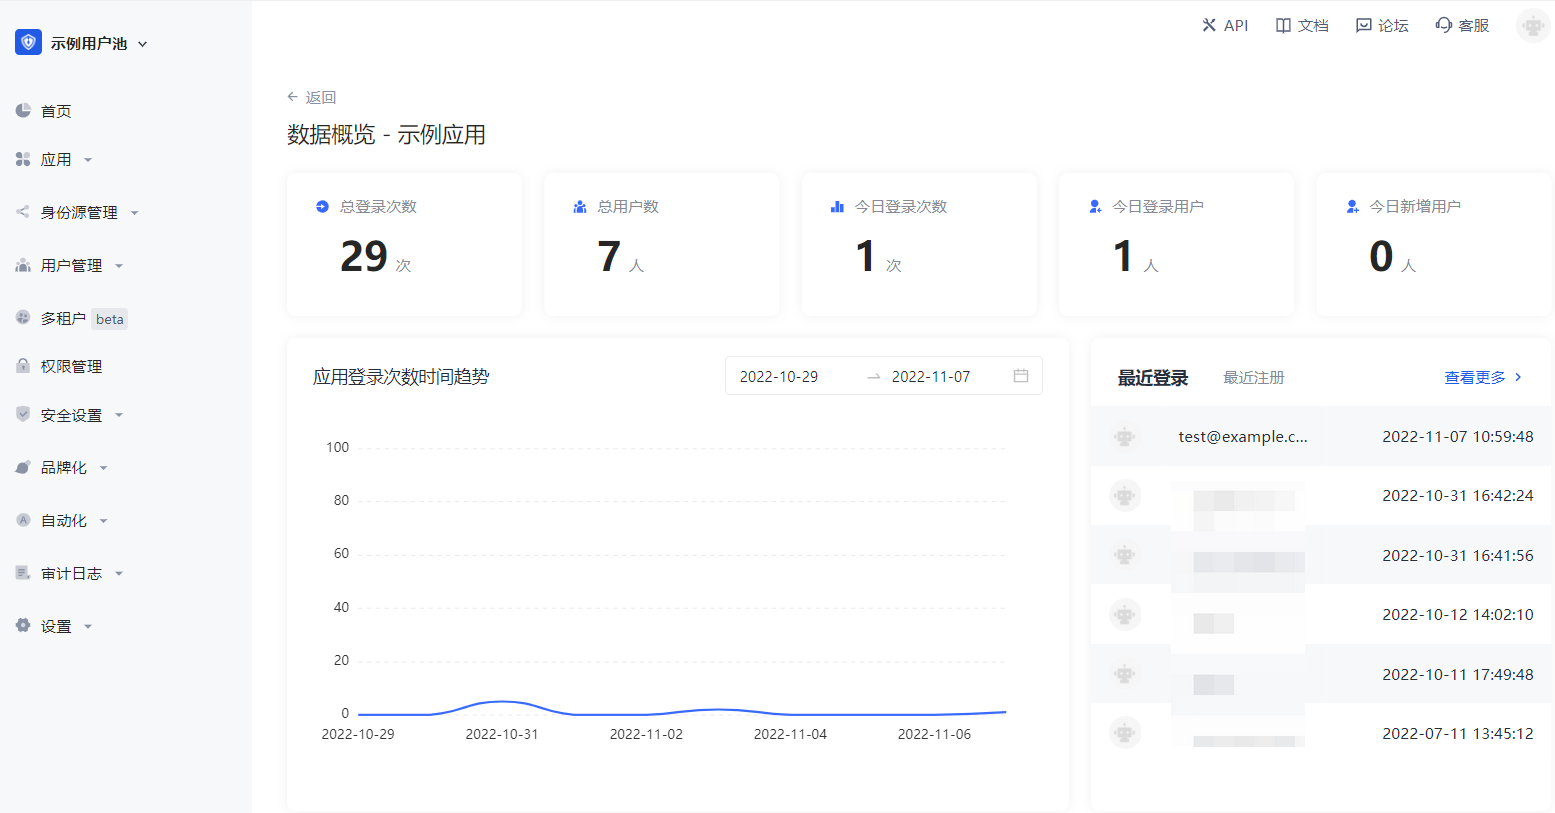 示例用户池
API 文档 论坛 客服
首页
应用
身份源管理
用户管理
多租户 beta
权限管理
安全设置
品牌化
自动化
审计日志
设置
返回
数据概览 - 示例应用
总登录次数
29 次
总用户数
7 人
今日登录次数
1 次
今日登录用户
1 人
今日新增用户
0 人
应用登录次数时间趋势
2022-10-29 → 2022-11-07
100
80
60
40
20
0
2022-10-29 2022-10-31 2022-11-02 2022-11-04 2022-11-06
最近登录 最近注册 查看更多
test@example.c... 2022-11-07 10:59:48
2022-10-31 16:42:24
2022-10-31 16:41:56
2022-10-12 14:02:10
2022-10-11 17:49:48
2022-07-11 13:45:12